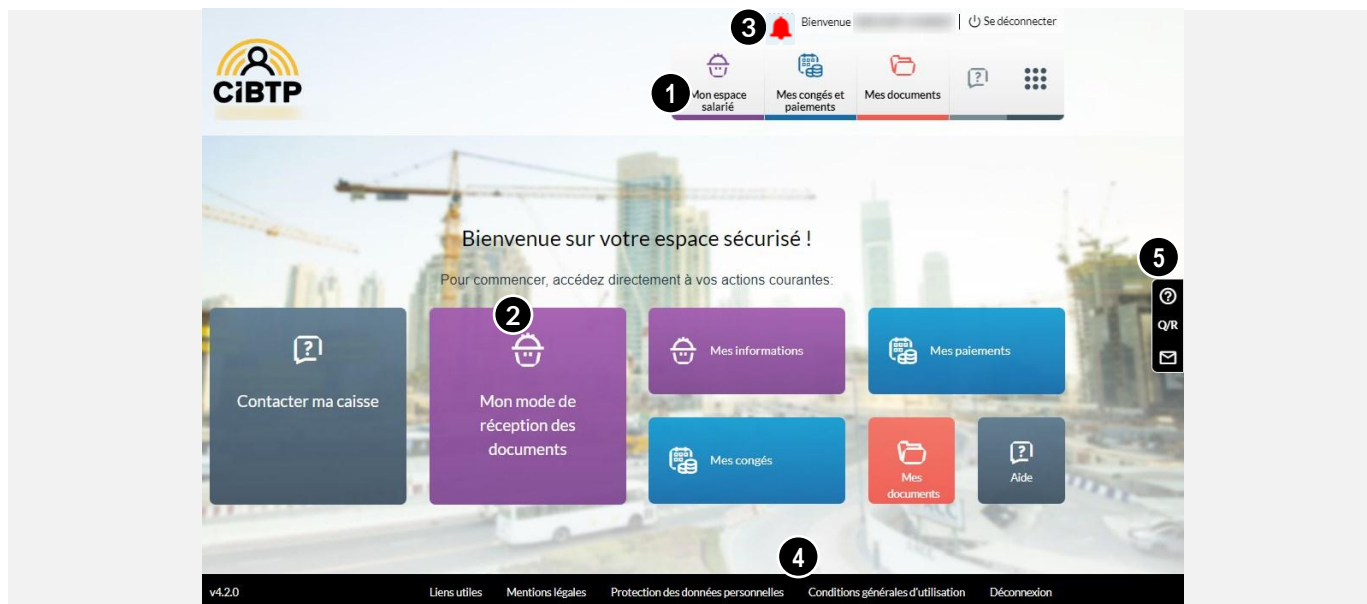 3
Bienvenue
Se déconnecter
CiBTP
1
Mon espace
salarié
Mes congés et
paiements
Mes documents
Bienvenue sur votre espace sécurisé !
Pour commencer, accédez directement à vos actions courantes:
5
Q/R
2
Contacter ma caisse
Mon mode de
réception des
documents
Mes informations
Mes paiements
Mes congés
Mes
documents
Aide
4
v4.2.0
Liens utiles
Mentions légales
Protection des données personnelles
Conditions générales d'utilisation
Déconnexion